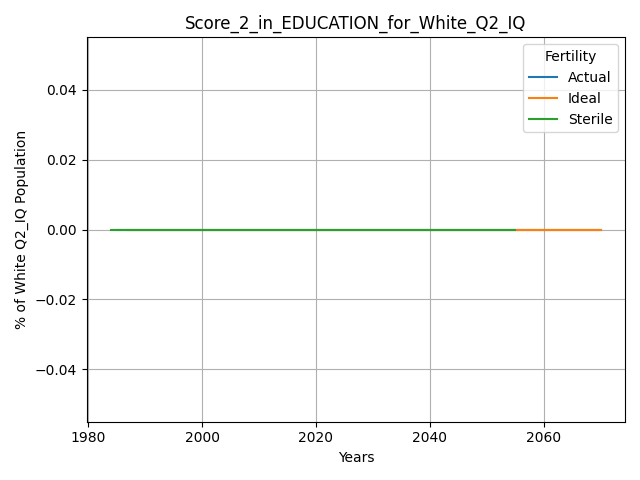 Score_2_in_EDUCATION_for_White_Q2_IQ
Fertility
Actual
Ideal
Sterile
% of White Q2_IQ Population
0.04
0.02
0.00
−0.02
−0.04
1980 2000 2020 2040 2060
Years